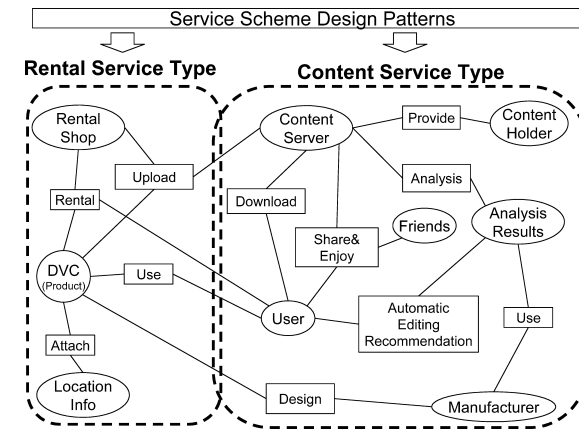 Service Scheme Design Patterns
Rental Service Type
Content Service Type
Rental
Shop
Upload
Rental
DVC
(Product)
Use
Attach
Location
Info
Content
Server
Provide
Content
Holder
Analysis
Download
Friends
Analysis
Results
Share&
Enjoy
User
Automatic
Editing
Recommendation
Use
Design
Manufacturer